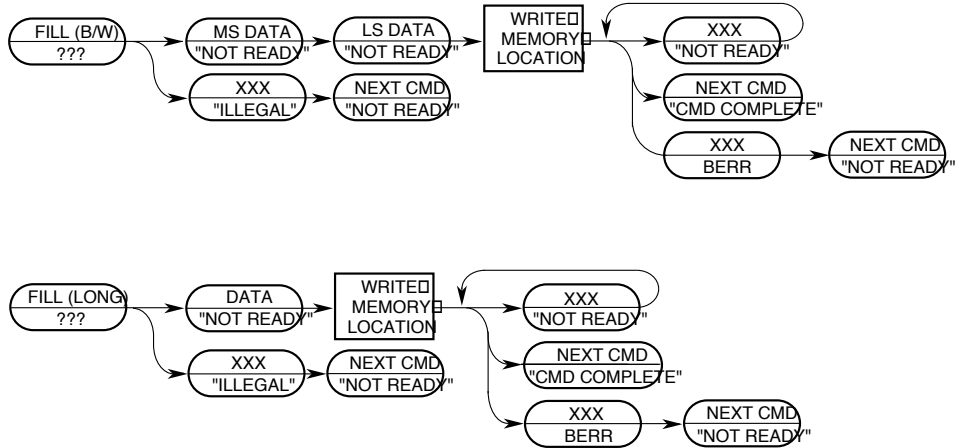 FILL (B/W)
???
MS DATA
"NOT READY"
LS DATA
"NOT READY"
WRITE
MEMORY
LOCATION
XXX
"NOT READY"
XXX
"ILLEGAL"
NEXT CMD
"NOT READY"
NEXT CMD
"CMD COMPLETE"
XXX
BERR
NEXT CMD
"NOT READY"
FILL (LONG)
???
DATA
"NOT READY"
WRITE
MEMORY
LOCATION
XXX
"NOT READY"
XXX
"ILLEGAL"
NEXT CMD
"NOT READY"
NEXT CMD
"CMD COMPLETE"
XXX
BERR
NEXT CMD
"NOT READY"